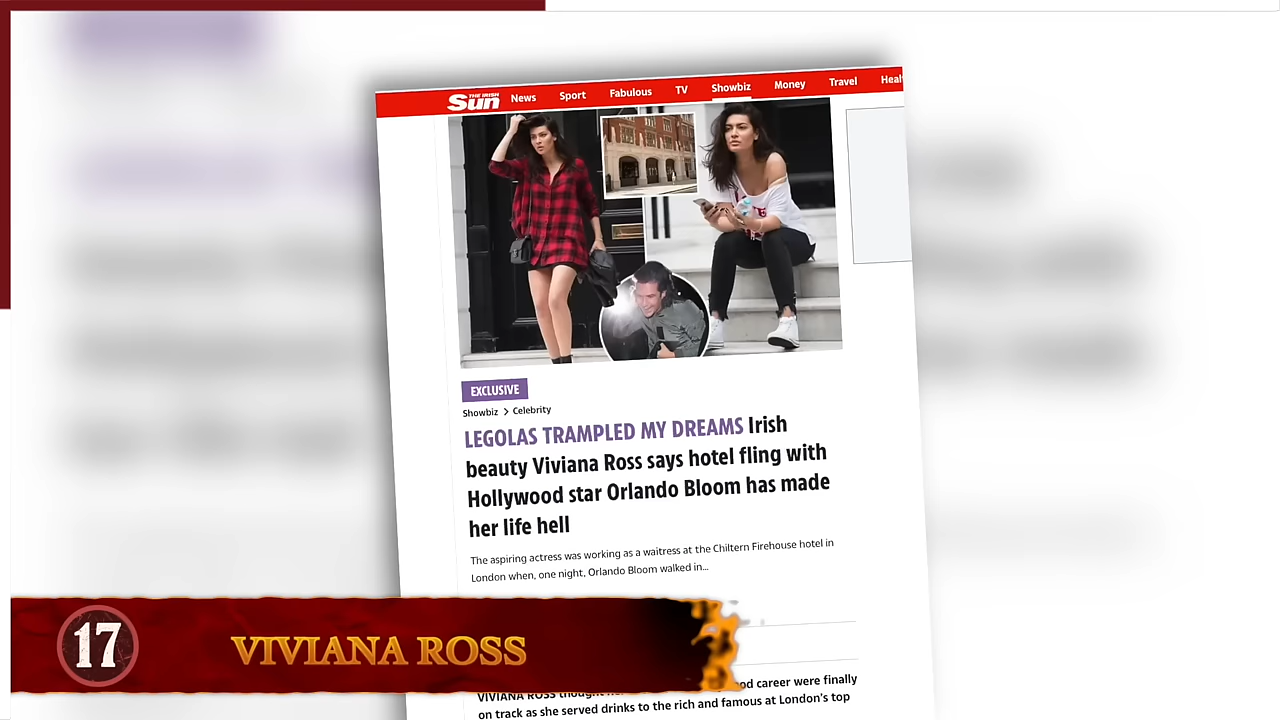 THE IRISH
Sun News Sport Fabulous TV Showbiz Money Travel
EXCLUSIVE
Showbiz > Celebrity
LEGOLAS TRAMPLED MY DREAMS Irish
beauty Viviana Ross says hotel fling with
Hollywood star Orlando Bloom has made
her life hell
The aspiring actress was working as a waitress at the Chiltern Firehouse hotel in
London when, one night, Orlando Bloom walked in...
17 VIVIANA ROSS
VIVIANA ROSS thought career were finally
on track as she served drinks to the rich and famous at London's top